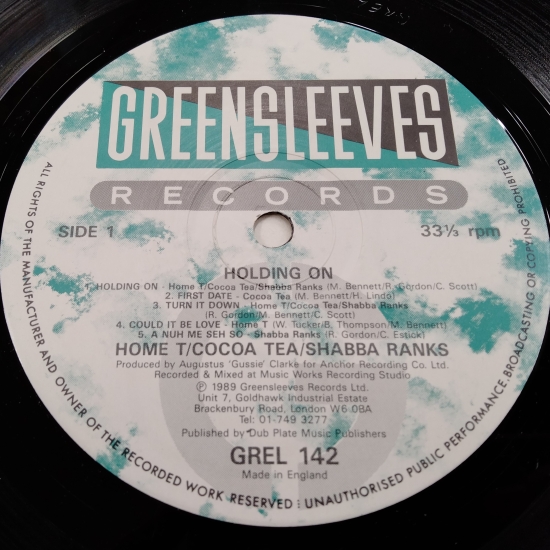 GREENSLEEVES
RECORDS
SIDE 1
33⅓ rpm
HOLDING ON
1. HOLDING ON - Home T/Cocoa Tea/Shabba Ranks (M. Bennett/R. Gordon/C. Scott)
2. FIRST DATE - Cocoa Tea (M. Bennett/H. Lindo)
3. TURN IT DOWN - Home T/Cocoa Tea/Shabba Ranks
(R. Gordon/M. Bennett/C. Scott)
4. COULD IT BE LOVE - Home T (W. Tucker/B. Thompson/M. Bennett)
5. A NUH ME SEH SO - Shabba Ranks (R. Gordon/C. Estick)
HOME T/COCOA TEA/SHABBA RANKS
Produced by Augustus 'Gussie' Clarke for Anchor Recording Co. Ltd.
Recorded & Mixed at Music Works Recording Studio
℗ 1989 Greensleeves Records Ltd.
Unit 7, Goldhawk Industrial Estate
Brackenbury Road, London W6 0BA
Tel: 01-749 3277
Published by Dub Plate Music Publishers
GREL 142
Made in England
ALL RIGHTS OF THE MANUFACTURER AND OWNER OF THE RECORDED WORK RESERVED : UNAUTHORISED PUBLIC PERFORMANCE.BROADCASTING OR COPYING PROHIBITED